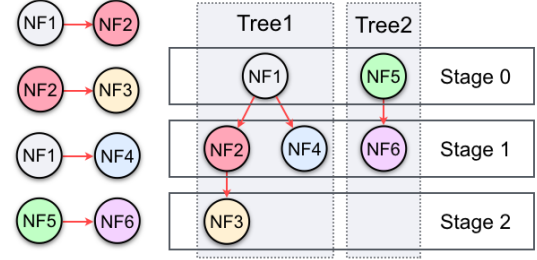 NF1 NF2
NF2 NF3
NF1 NF4
NF5 NF6
Tree1 Tree2
NF1 NF5 Stage 0
NF2 NF4 NF6 Stage 1
NF3 Stage 2